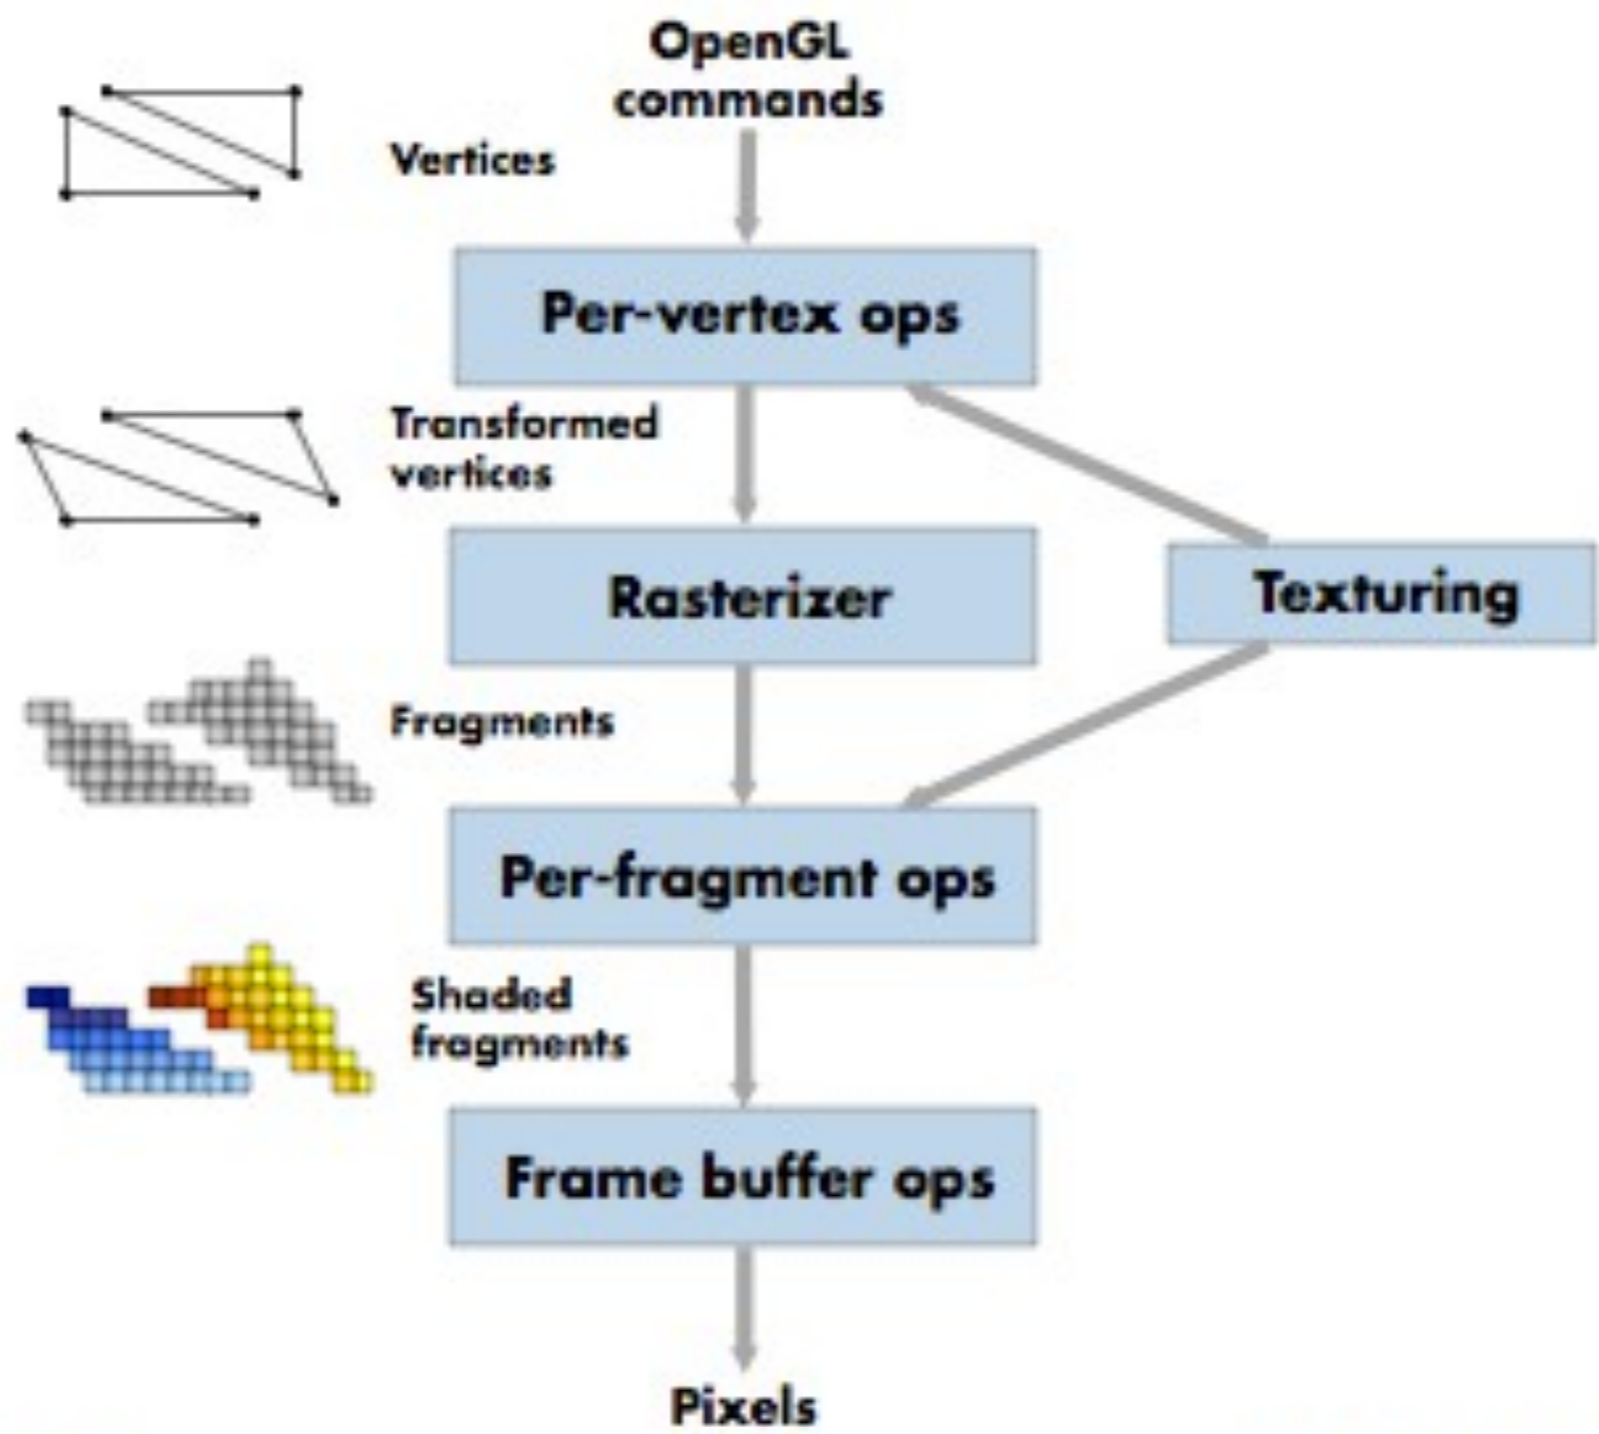 OpenGL
commands
Vertices
Per-vertex ops
Transformed
vertices
Rasterizer
Texturing
Fragments
Per-fragment ops
Shaded
fragments
Frame buffer ops
Pixels